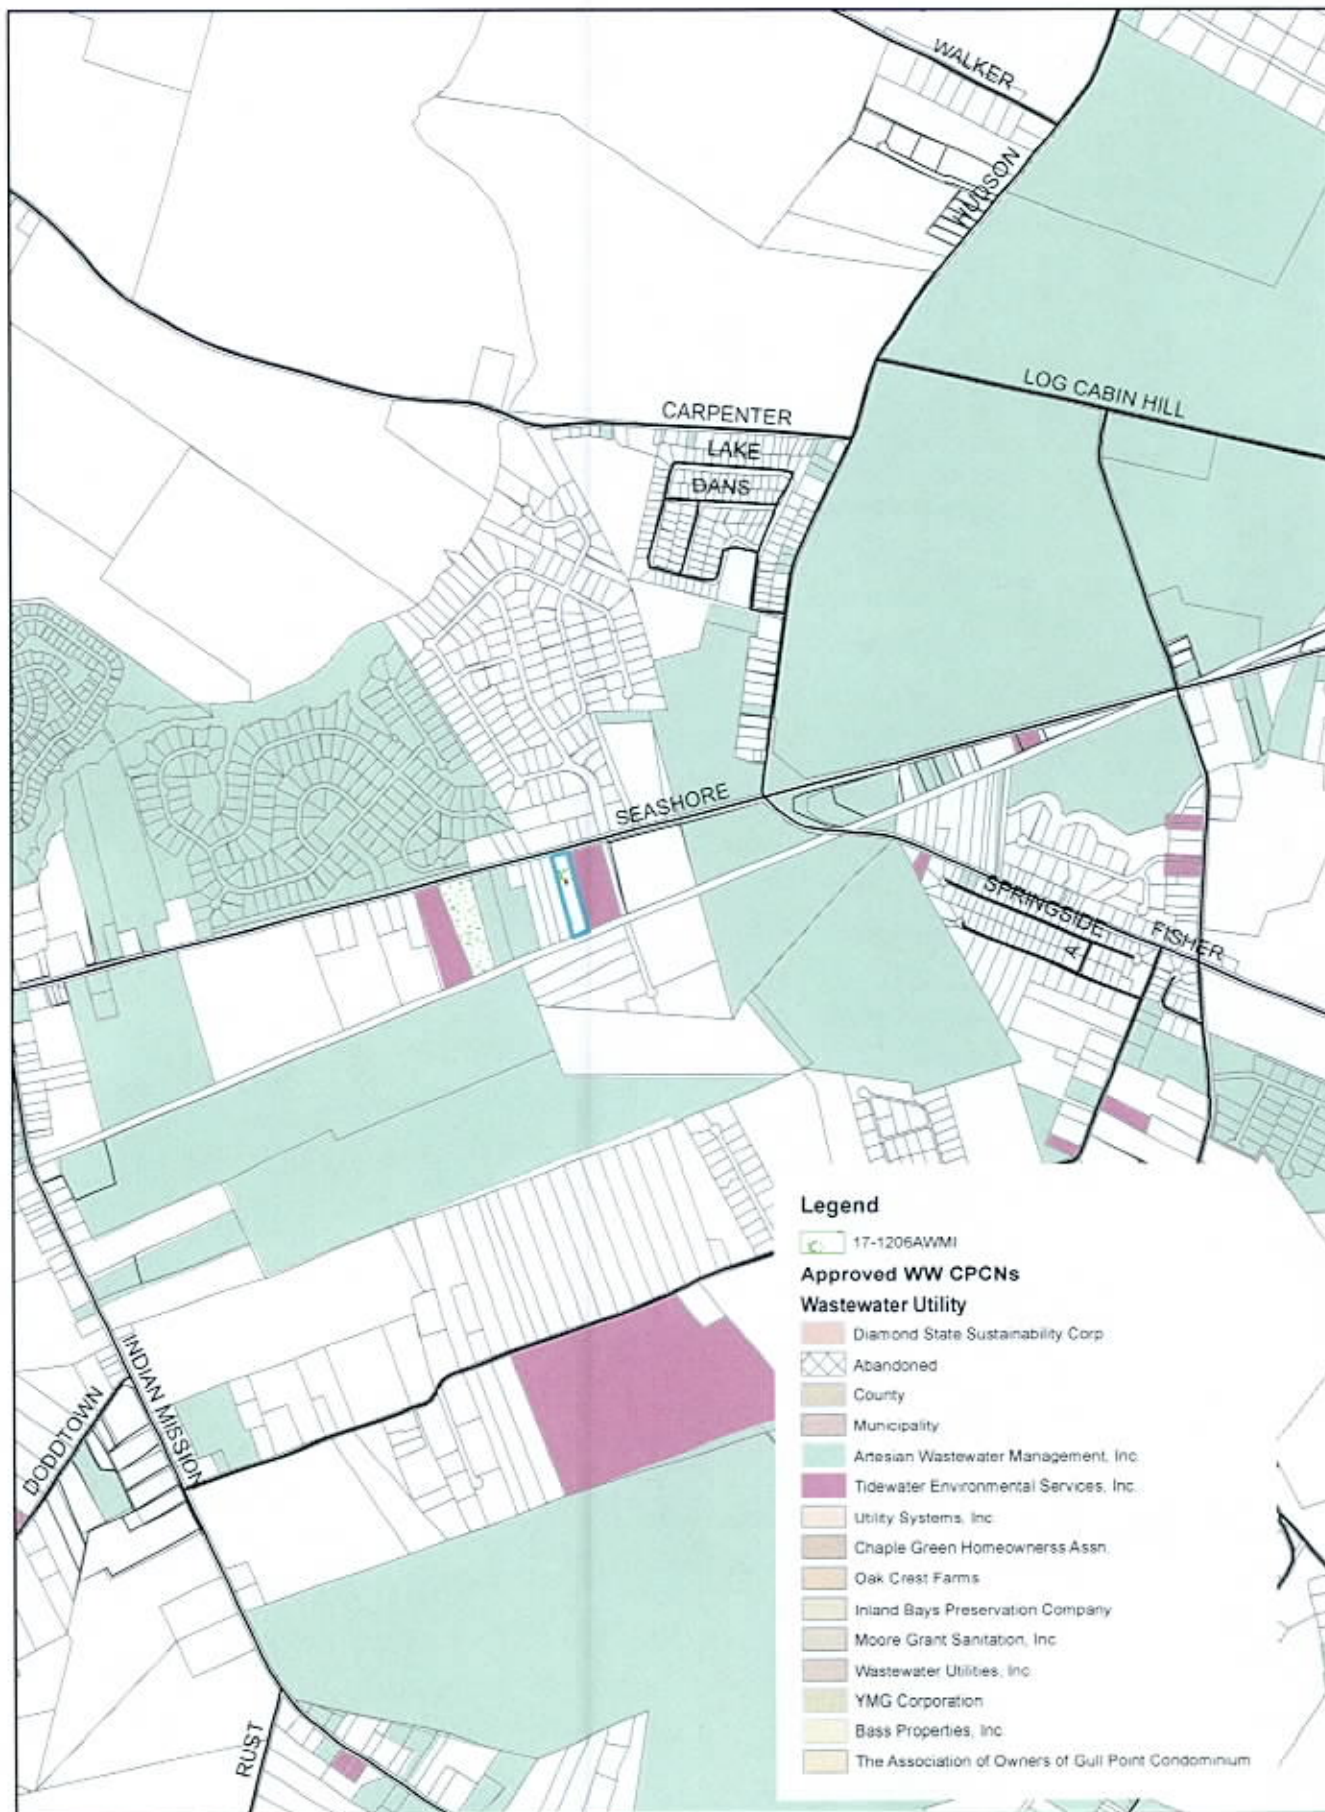 WALKER
HUDSON
LOG CABIN HILL
CARPENTER
LAKE
DANS
SEASHORE
SPRINGSIDE
A
FISHER
INDIAN MISSION
DODDTOWN
RUST
Legend
17-1206AWMI
Approved WW CPCNs
Wastewater Utility
Diamond State Sustainability Corp
Abandoned
County
Municipality
Artesian Wastewater Management, Inc.
Tidewater Environmental Services, Inc.
Utility Systems, Inc
Chaple Green Homeownerss Assn.
Oak Crest Farms
Inland Bays Preservation Company
Moore Grant Sanitation, Inc
Wastewater Utilities, Inc
YMG Corporation
Bass Properties, Inc
The Association of Owners of Gull Point Condominium